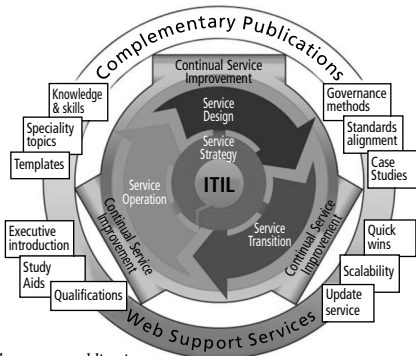 Complementary Publications
Continual Service
Improvement
Knowledge
& skills
Speciality
topics
Templates
Governance
methods
Standards
alignment
Case
Studies
Service
Design
Service
Strategy
ITIL
Service
Operation
Service
Transition
Continual Service
Improvement
Continual Service
Improvement
Executive
introduction
Study
Aids
Qualifications
Quick
wins
Scalability
Update
service
Web Support Services